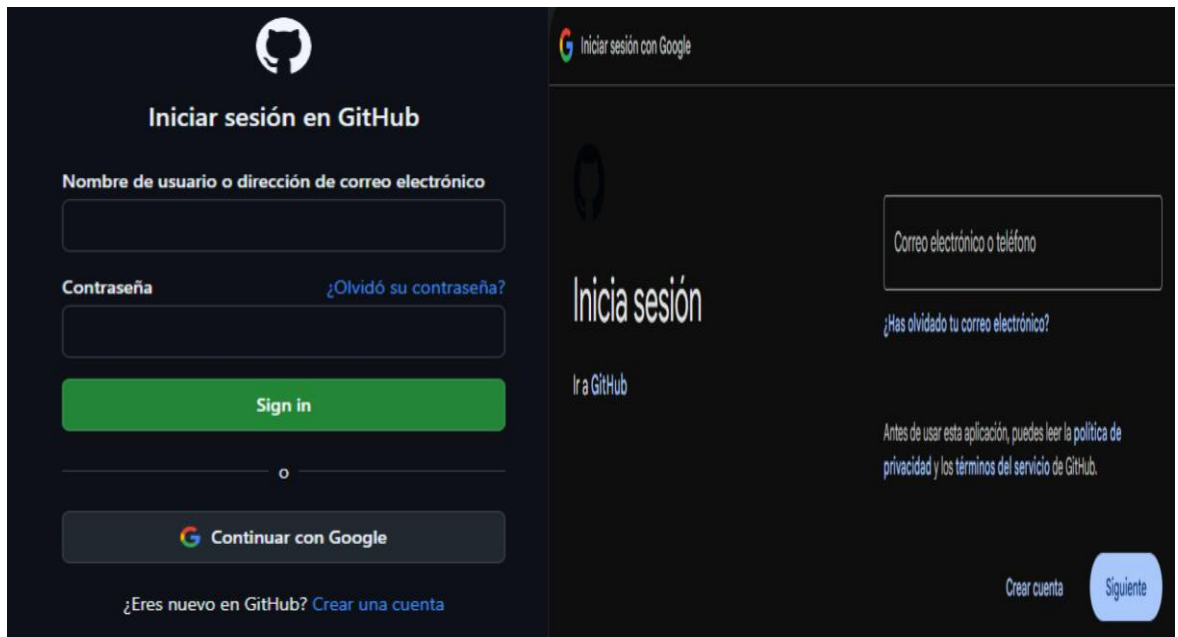 Iniciar sesión en GitHub
Nombre de usuario o dirección de correo electrónico
Contraseña
¿Olvidó su contraseña?
Sign in
o
Continuar con Google
¿Eres nuevo en GitHub? Crear una cuenta
Iniciar sesión con Google
Inicia sesión
Ir a GitHub
Correo electrónico o teléfono
¿Has olvidado tu correo electrónico?
Antes de usar esta aplicación, puedes leer la política de
privacidad y los términos del servicio de GitHub.
Crear cuenta
Siguiente